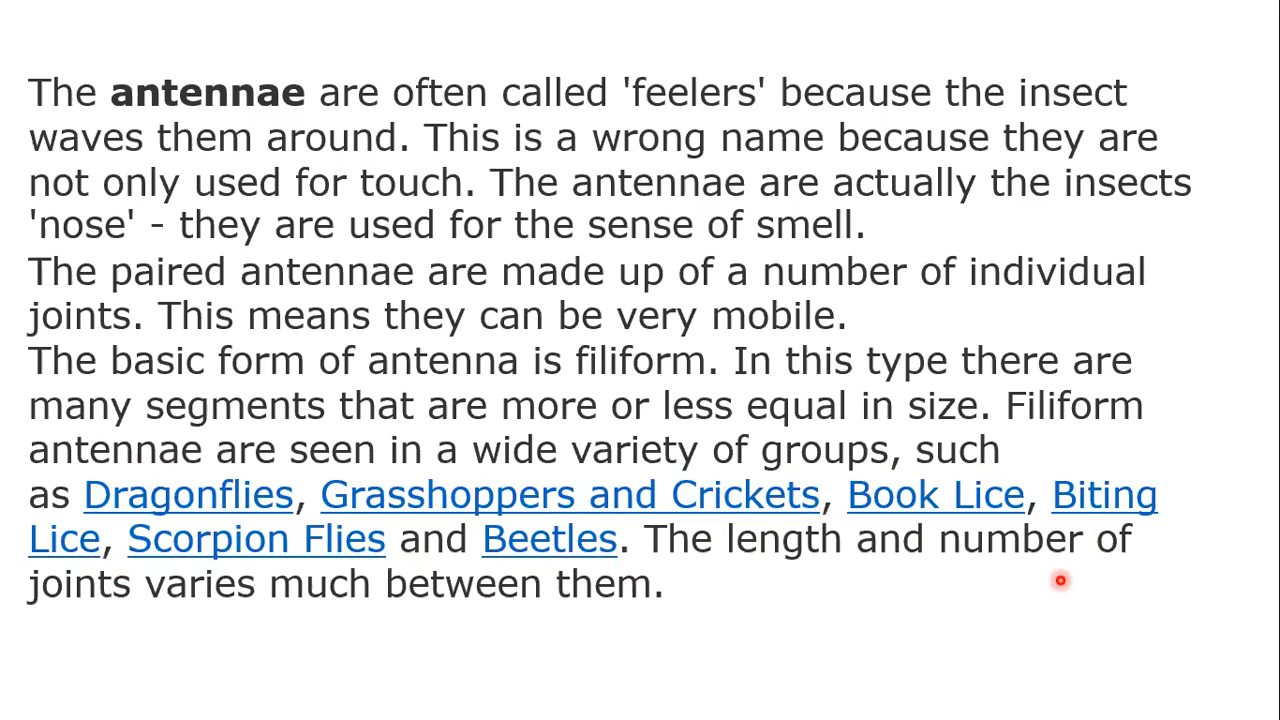 The antennae are often called 'feelers' because the insect
waves them around. This is a wrong name because they are
not only used for touch. The antennae are actually the insects
'nose' - they are used for the sense of smell.
The paired antennae are made up of a number of individual
joints. This means they can be very mobile.
The basic form of antenna is filiform. In this type there are
many segments that are more or less equal in size. Filiform
antennae are seen in a wide variety of groups, such
as Dragonflies, Grasshoppers and Crickets, Book Lice, Biting
Lice, Scorpion Flies and Beetles. The length and number of
joints varies much between them.